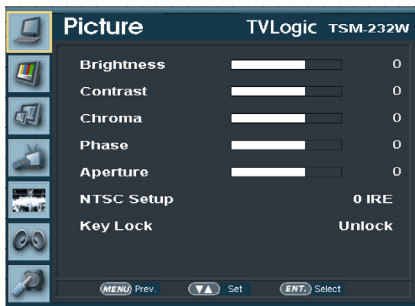 Picture TVLogic TSM-232W
Brightness 0
Contrast 0
Chroma 0
Phase 0
Aperture 0
NTSC Setup 0 IRE
Key Lock Unlock
MENU Prev. ▼▲ Set ENT. Select